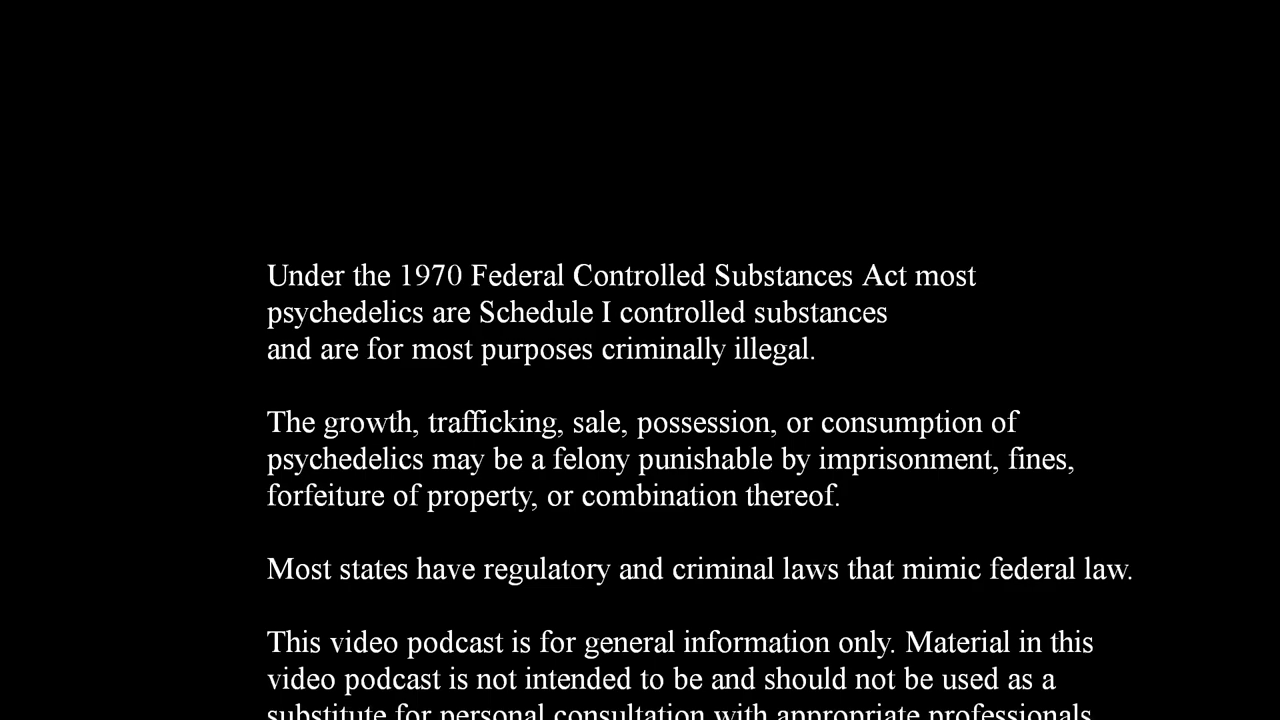 Under the 1970 Federal Controlled Substances Act most
psychedelics are Schedule I controlled substances
and are for most purposes criminally illegal.
The growth, trafficking, sale, possession, or consumption of
psychedelics may be a felony punishable by imprisonment, fines,
forfeiture of property, or combination thereof.
Most states have regulatory and criminal laws that mimic federal law.
This video podcast is for general information only. Material in this
video podcast is not intended to be and should not be used as a
substitute for personal consultation with appropriate professionals